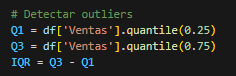 # Detectar outliers
Q1 = df['Ventas'].quantile(0.25)
Q3 = df['Ventas'].quantile(0.75)
IQR = Q3 - Q1